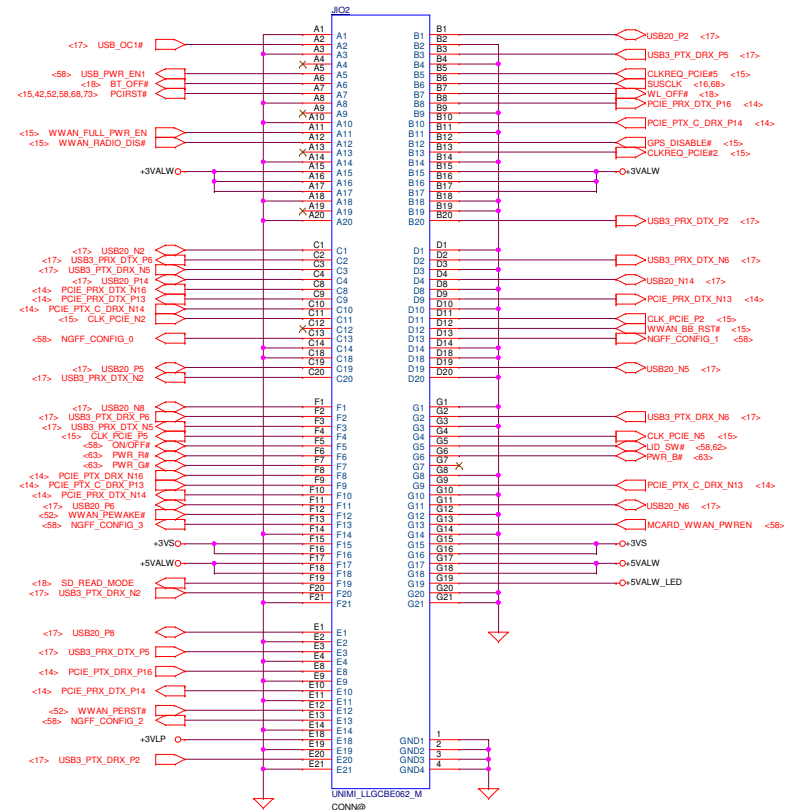 JIO2
A1 A1 B1 B1 USB20_P2 <17>
<17> USB_OC1# A2 A2 B2 B2
A3 A3 B3 B3 USB3_PTX_DRX_P5 <17>
A4 A4 B4 B4
<58> USB_PWR_EN1 A5 A5 B5 B5 CLKREQ_PCIE#5 <15>
<18> BT_OFF# A6 A6 B6 B6 SUSCLK <16,68>
<15,42,52,58,68,73> PCIRST# A7 A7 B7 B7 WL_OFF# <18>
A8 A8 B8 B8 PCIE_PRX_DTX_P16 <14>
A9 A9 B9 B9
A10 A10 B10 B10 PCIE_PTX_C_DRX_P14 <14>
<15> WWAN_FULL_PWR_EN A11 A11 B11 B11
<15> WWAN_RADIO_DIS# A12 A12 B12 B12 GPS_DISABLE# <15>
A13 A13 B13 B13 CLKREQ_PCIE#2 <15>
A14 A14 B14 B14
+3VALW A15 A15 B15 B15 +3VALW
A16 A16 B16 B16
A17 A17 B17 B17
A18 A18 B18 B18
A19 A19 B19 B19
A20 A20 B20 B20 USB3_PRX_DTX_P2 <17>
<17> USB20_N2 C1 C1 D1 D1
<17> USB3_PRX_DTX_P6 C2 C2 D2 D2 USB3_PRX_DTX_N6 <17>
<17> USB3_PTX_DRX_N5 C3 C3 D3 D3
<17> USB20_P14 C4 C4 D4 D4 USB20_N14 <17>
<14> PCIE_PRX_DTX_N16 C8 C8 D8 D8
<14> PCIE_PRX_DTX_P13 C9 C9 D9 D9 PCIE_PRX_DTX_N13 <14>
<14> PCIE_PTX_C_DRX_N14 C10 C10 D10 D10
<15> CLK_PCIE_N2 C11 C11 D11 D11 CLK_PCIE_P2 <15>
C12 C12 D12 D12 WWAN_BB_RST# <15>
<58> NGFF_CONFIG_0 C13 C13 D13 D13 NGFF_CONFIG_1 <58>
C14 C14 D14 D14
C18 C18 D18 D18
<17> USB20_P5 C19 C19 D19 D19 USB20_N5 <17>
<17> USB3_PRX_DTX_N2 C20 C20 D20 D20
<17> USB20_N8 F1 F1 G1 G1
<17> USB3_PTX_DRX_P6 F2 F2 G2 G2 USB3_PTX_DRX_N6 <17>
<17> USB3_PRX_DTX_N5 F3 F3 G3 G3
<15> CLK_PCIE_P5 F4 F4 G4 G4 CLK_PCIE_N5 <15>
<58> ON/OFF# F5 F5 G5 G5 LID_SW# <58,62>
<63> PWR_R# F6 F6 G6 G6 PWR_B# <63>
<63> PWR_G# F7 F7 G7 G7
<14> PCIE_PTX_DRX_N16 F8 F8 G8 G8
<14> PCIE_PTX_C_DRX_P13 F9 F9 G9 G9 PCIE_PTX_C_DRX_N13 <14>
<14> PCIE_PRX_DTX_N14 F10 F10 G10 G10
<17> USB20_P6 F11 F11 G11 G11 USB20_N6 <17>
<52> WWAN_PEWAKE# F12 F12 G12 G12
<58> NGFF_CONFIG_3 F13 F13 G13 G13 MCARD_WWAN_PWREN <58>
F14 F14 G14 G14
+3VS F15 F15 G15 G15 +3VS
F16 F16 G16 G16
+5VALW F17 F17 G17 G17 +5VALW
F18 F18 G18 G18
<18> SD_READ_MODE F19 F19 G19 G19 +5VALW_LED
<17> USB3_PTX_DRX_N2 F20 F20 G20 G20
F21 F21 G21 G21
<17> USB20_P8 E1 E1
E2 E2
<17> USB3_PTX_DRX_P5 E3 E3
E4 E4
<14> PCIE_PTX_DRX_P16 E8 E8
E9 E9
<14> PCIE_PRX_DTX_P14 E10 E10
E11 E11
<52> WWAN_PERST# E12 E12
<58> NGFF_CONFIG_2 E13 E13
E14 E14
+3VLP E18 E18 GND1 1
E19 E19 GND2 2
<17> USB3_PTX_DRX_P2 E20 E20 GND3 3
E21 E21 GND4 4
UNIMI_LLGCBE062_M
CONN@